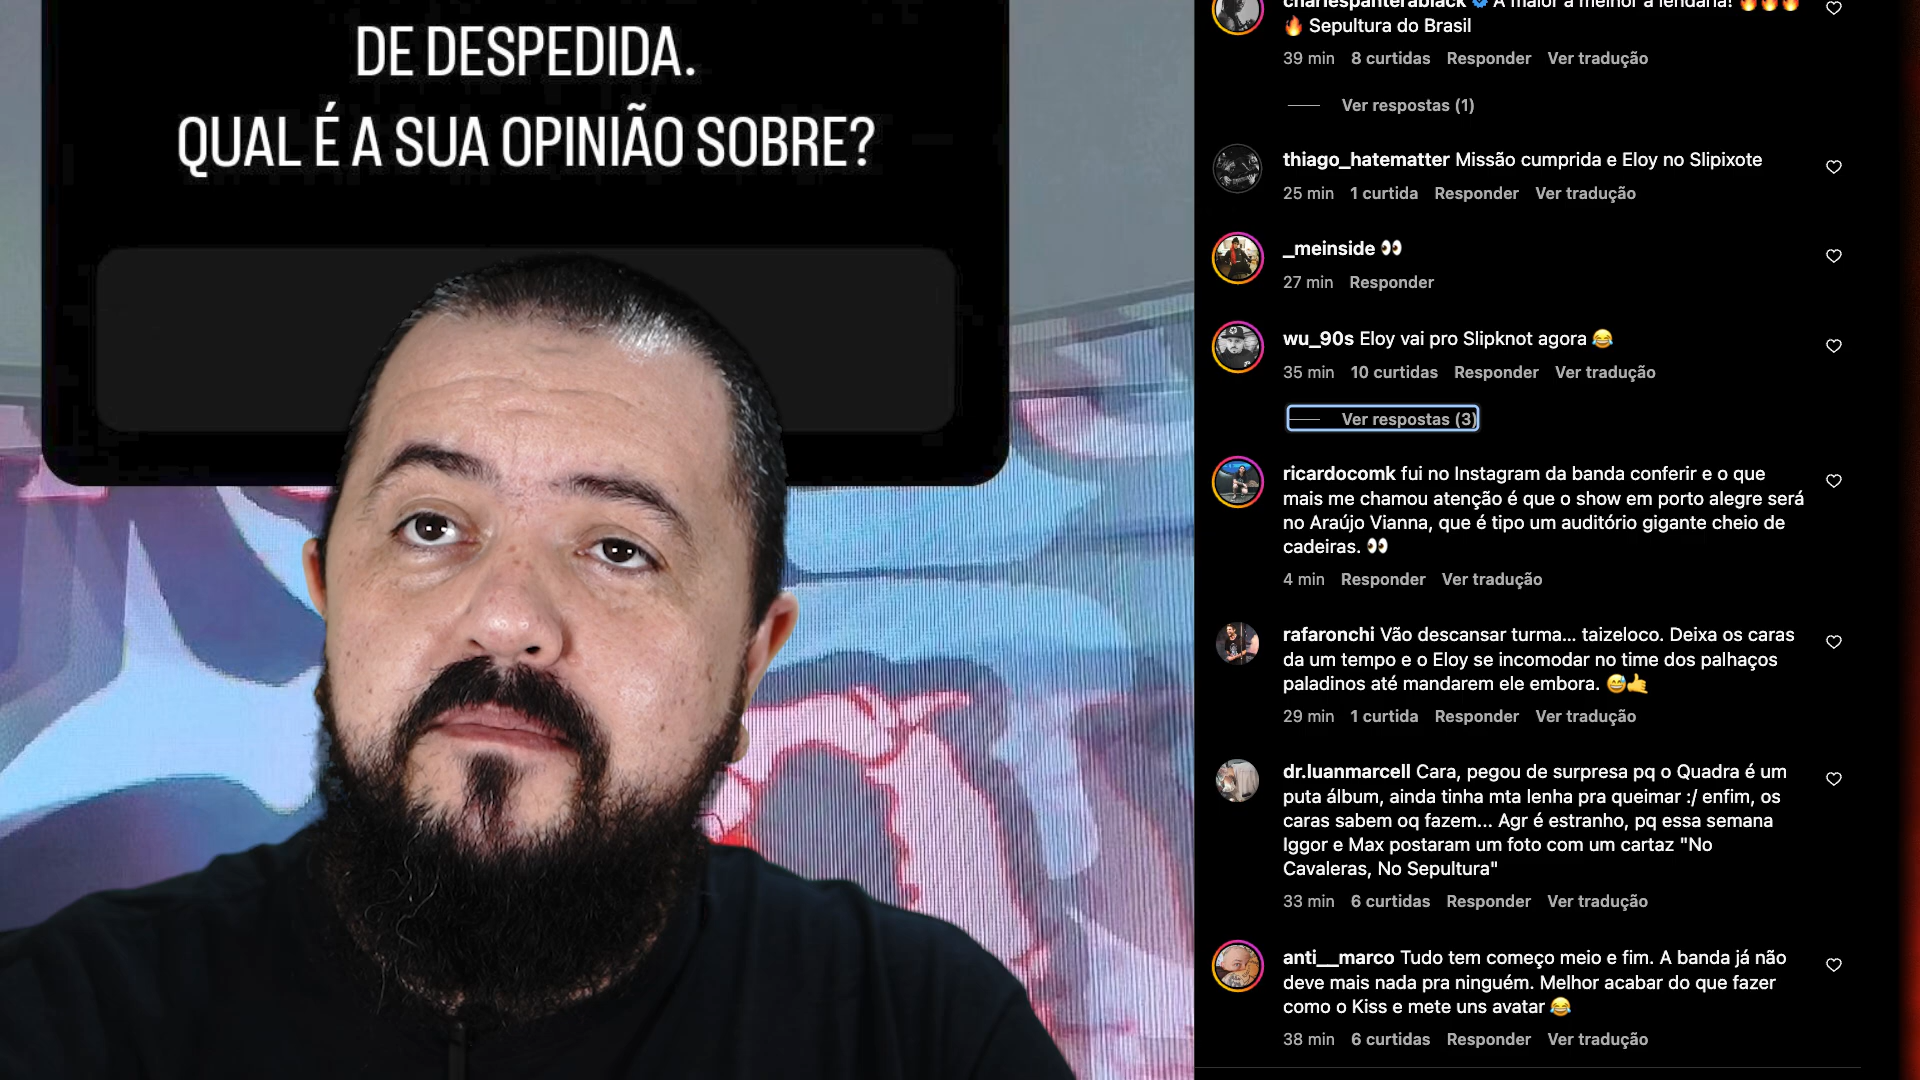 DE DESPEDIDA.
QUAL É A SUA OPINIÃO SOBRE?
charlespanterablack A maior a melhor a lendária! 🔥🔥🔥
🔥 Sepultura do Brasil
39 min 8 curtidas Responder Ver tradução
Ver respostas (1)
thiago_hatematter Missão cumprida e Eloy no Slipixote
25 min 1 curtida Responder Ver tradução
_meinside 👀
27 min Responder
wu_90s Eloy vai pro Slipknot agora 😂
35 min 10 curtidas Responder Ver tradução
Ver respostas (3)
ricardocomk fui no Instagram da banda conferir e o que
mais me chamou atenção é que o show em porto alegre será
no Araújo Vianna, que é tipo um auditório gigante cheio de
cadeiras. 👀
4 min Responder Ver tradução
rafaronchi Vão descansar turma... taizeloco. Deixa os caras
da um tempo e o Eloy se incomodar no time dos palhaços
paladinos até mandarem ele embora. 😅🤙
29 min 1 curtida Responder Ver tradução
dr.luanmarcell Cara, pegou de surpresa pq o Quadra é um
puta álbum, ainda tinha mta lenha pra queimar :/ enfim, os
caras sabem oq fazem... Agr é estranho, pq essa semana
Iggor e Max postaram um foto com um cartaz "No
Cavaleras, No Sepultura"
33 min 6 curtidas Responder Ver tradução
anti__marco Tudo tem começo meio e fim. A banda já não
deve mais nada pra ninguém. Melhor acabar do que fazer
como o Kiss e mete uns avatar 😂
38 min 6 curtidas Responder Ver tradução